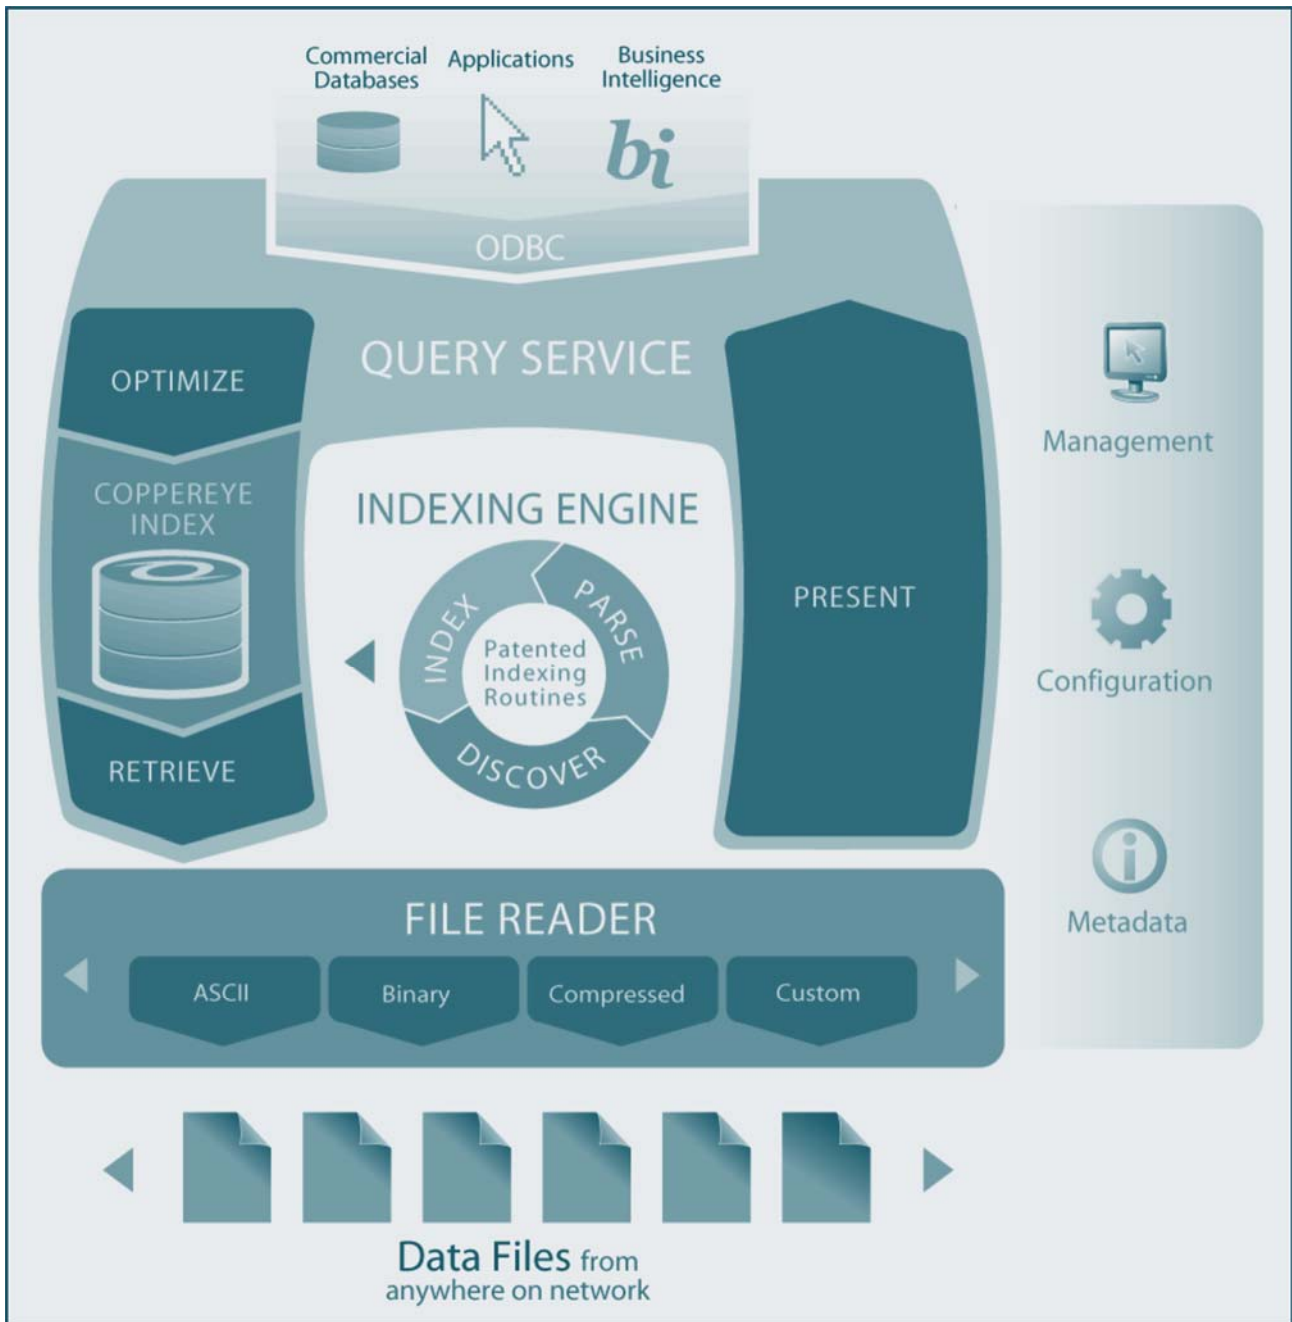 Commercial
Databases
Applications
Business
Intelligence
bi
ODBC
QUERY SERVICE
OPTIMIZE
COPPEREYE
INDEX
RETRIEVE
INDEXING ENGINE
INDEX
PARSE
DISCOVER
Patented
Indexing
Routines
PRESENT
Management
Configuration
i
Metadata
FILE READER
ASCII
Binary
Compressed
Custom
Data Files from
anywhere on network